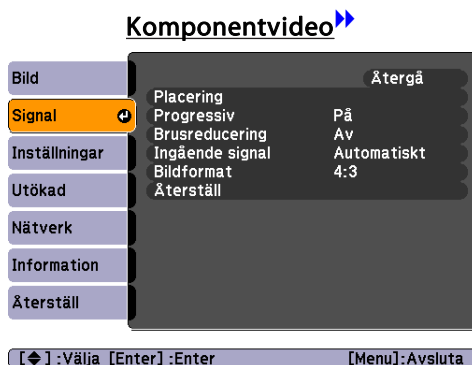 Komponentvideo
Bild
Signal
Inställningar
Utökad
Nätverk
Information
Återställ
Återgå
Placering
Progressiv På
Brusreducering Av
Ingående signal Automatiskt
Bildformat 4:3
Återställ
[◆] :Välja [Enter] :Enter [Menu]:Avsluta